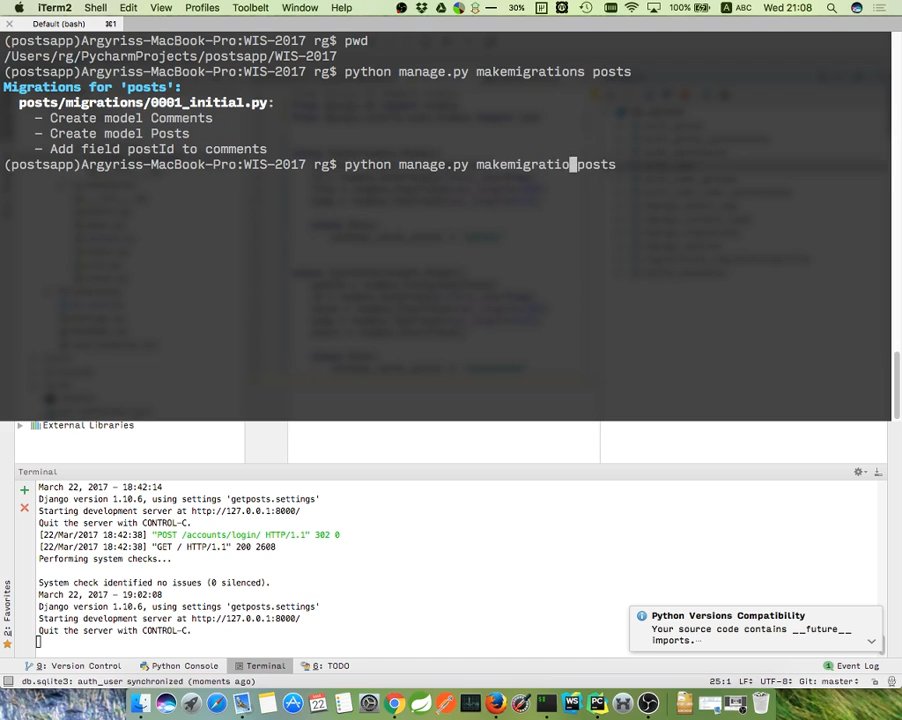 iTerm2 Shell Edit View Profiles Toolbelt Window Help 30% 100% ABC Wed 21:08
Default (bash) ⌘1
(postsapp)Argyriss-MacBook-Pro:WIS-2017 rg$ pwd
/Users/rg/PycharmProjects/postsapp/WIS-2017
(postsapp)Argyriss-MacBook-Pro:WIS-2017 rg$ python manage.py makemigrations posts
Migrations for 'posts':
posts/migrations/0001_initial.py:
- Create model Comments
- Create model Posts
- Add field postId to comments
(postsapp)Argyriss-MacBook-Pro:WIS-2017 rg$ python manage.py makemigratio posts
External Libraries
Terminal
March 22, 2017 - 18:42:14
Django version 1.10.6, using settings 'getposts.settings'
Starting development server at http://127.0.0.1:8000/
Quit the server with CONTROL-C.
[22/Mar/2017 18:42:38] "POST /accounts/login/ HTTP/1.1" 302 0
[22/Mar/2017 18:42:38] "GET / HTTP/1.1" 200 2608
Performing system checks...
System check identified no issues (0 silenced).
March 22, 2017 - 19:02:08
Django version 1.10.6, using settings 'getposts.settings'
Starting development server at http://127.0.0.1:8000/
Quit the server with CONTROL-C.
Python Versions Compatibility
Your source code contains __future__
imports.
2: Favorites
9: Version Control Python Console Terminal 6: TODO Event Log
db.sqlite3: auth_user synchronized (moments ago) 25:1 LF: UTF-8: Git: master